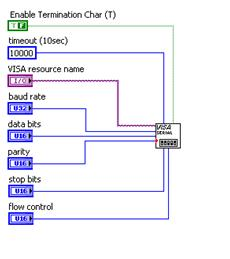 Enable Termination Char (T)
T F
timeout (10sec)
10000
VISA resource name
I/O
baud rate
U32
data bits
U16
VISA
SERIAL
parity
U16
stop bits
U16
flow control
U16